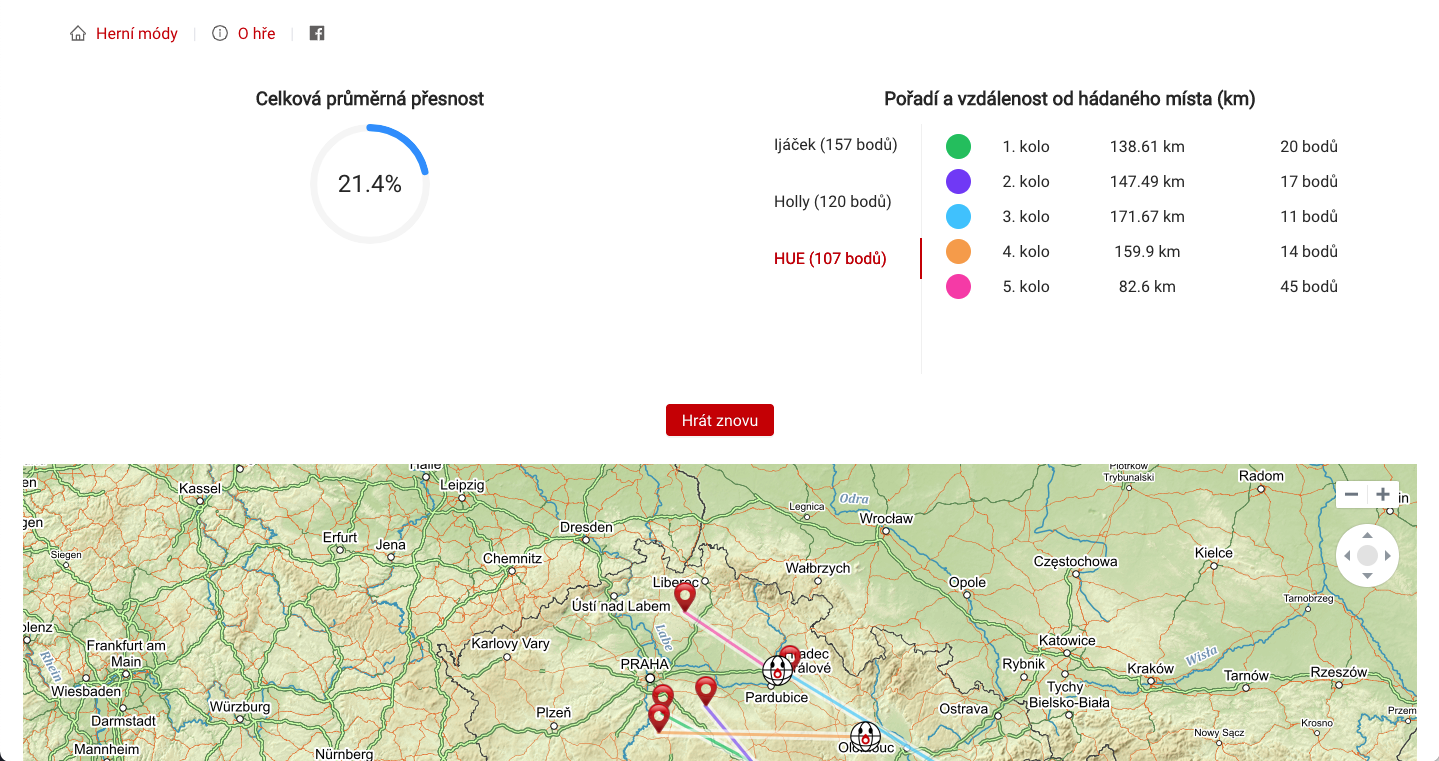 Herní módy
O hře
Celková průměrná přesnost
21.4%
Pořadí a vzdálenost od hádaného místa (km)
Ijáček (157 bodů)
Holly (120 bodů)
HUE (107 bodů)
1. kolo 138.61 km 20 bodů
2. kolo 147.49 km 17 bodů
3. kolo 171.67 km 11 bodů
4. kolo 159.9 km 14 bodů
5. kolo 82.6 km 45 bodů
Hrát znovu
Halle
Piotrków
Trybunalski
Radom
Kassel
Leipzig
Odra
Legnica
Wrocław
Dresden
Erfurt
Jena
Siegen
Chemnitz
Kielce
Częstochowa
Wałbrzych
Opole
Liberec
Ústí nad Labem
Tarnobrzeg
Labe
Karlovy Vary
Frankfurt am
Main
Rhein
Wiesbaden
PRAHA
Hradec
Králové
Katowice
Rybnik
Kraków
Wisła
Rzeszów
Tychy
Tarnów
Bielsko-Biała
Pardubice
Würzburg
Darmstadt
Plzeň
Ostrava
Krosno
Nowy Sącz
Olomouc
Mannheim
Nürnberg